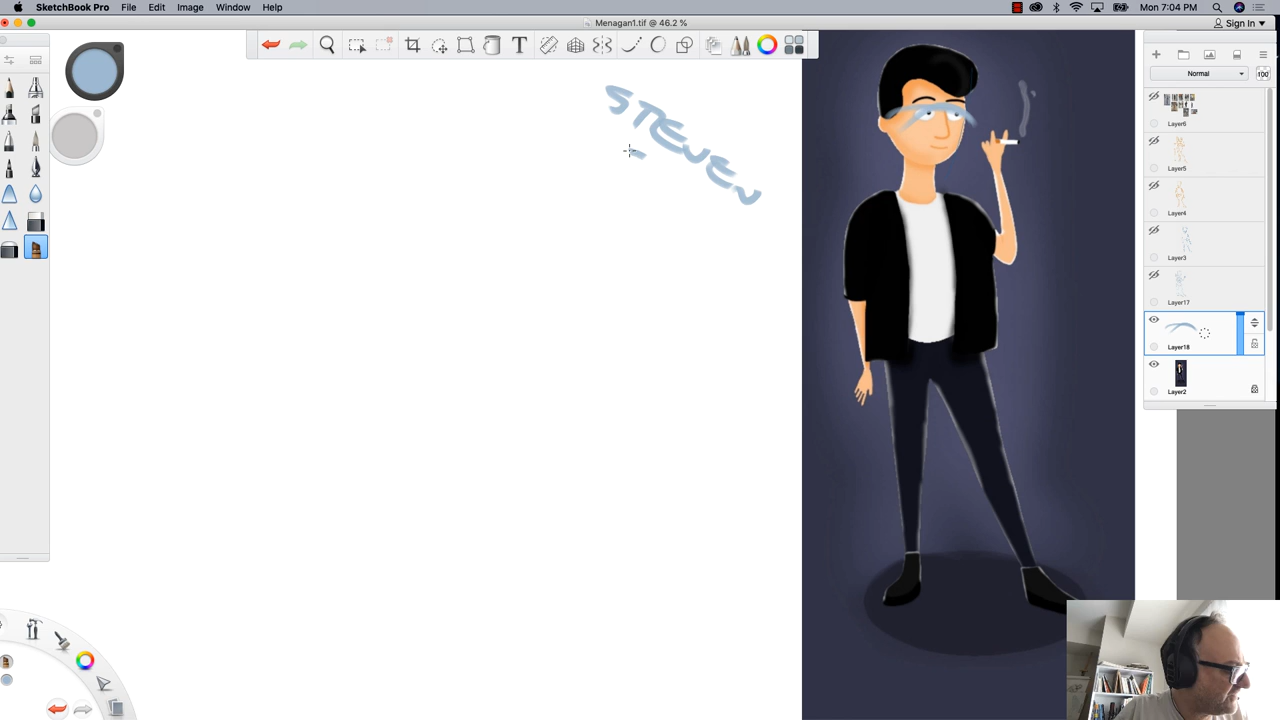 SketchBook Pro File Edit Image Window Help Mon 7:04 PM
Menagan1.tif @ 46.2 % Sign In
T
Normal 100
Layer6
Layer5
Layer4
Layer3
Layer17
Layer18
Layer2
STEVEN